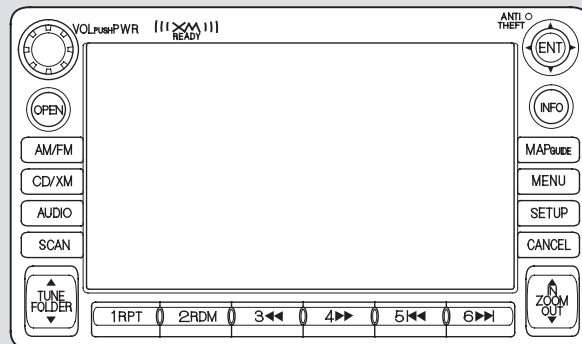 VOL PUSH PWR
XM
READY
ANTI
THEFT
ENT
OPEN
INFO
AM/FM
MAP GUIDE
CD/XM
MENU
AUDIO
SETUP
SCAN
CANCEL
TUNE
FOLDER
IN
ZOOM
OUT
1RPT
2RDM
3◀◀
4▶▶
5|◀◀
6▶▶|